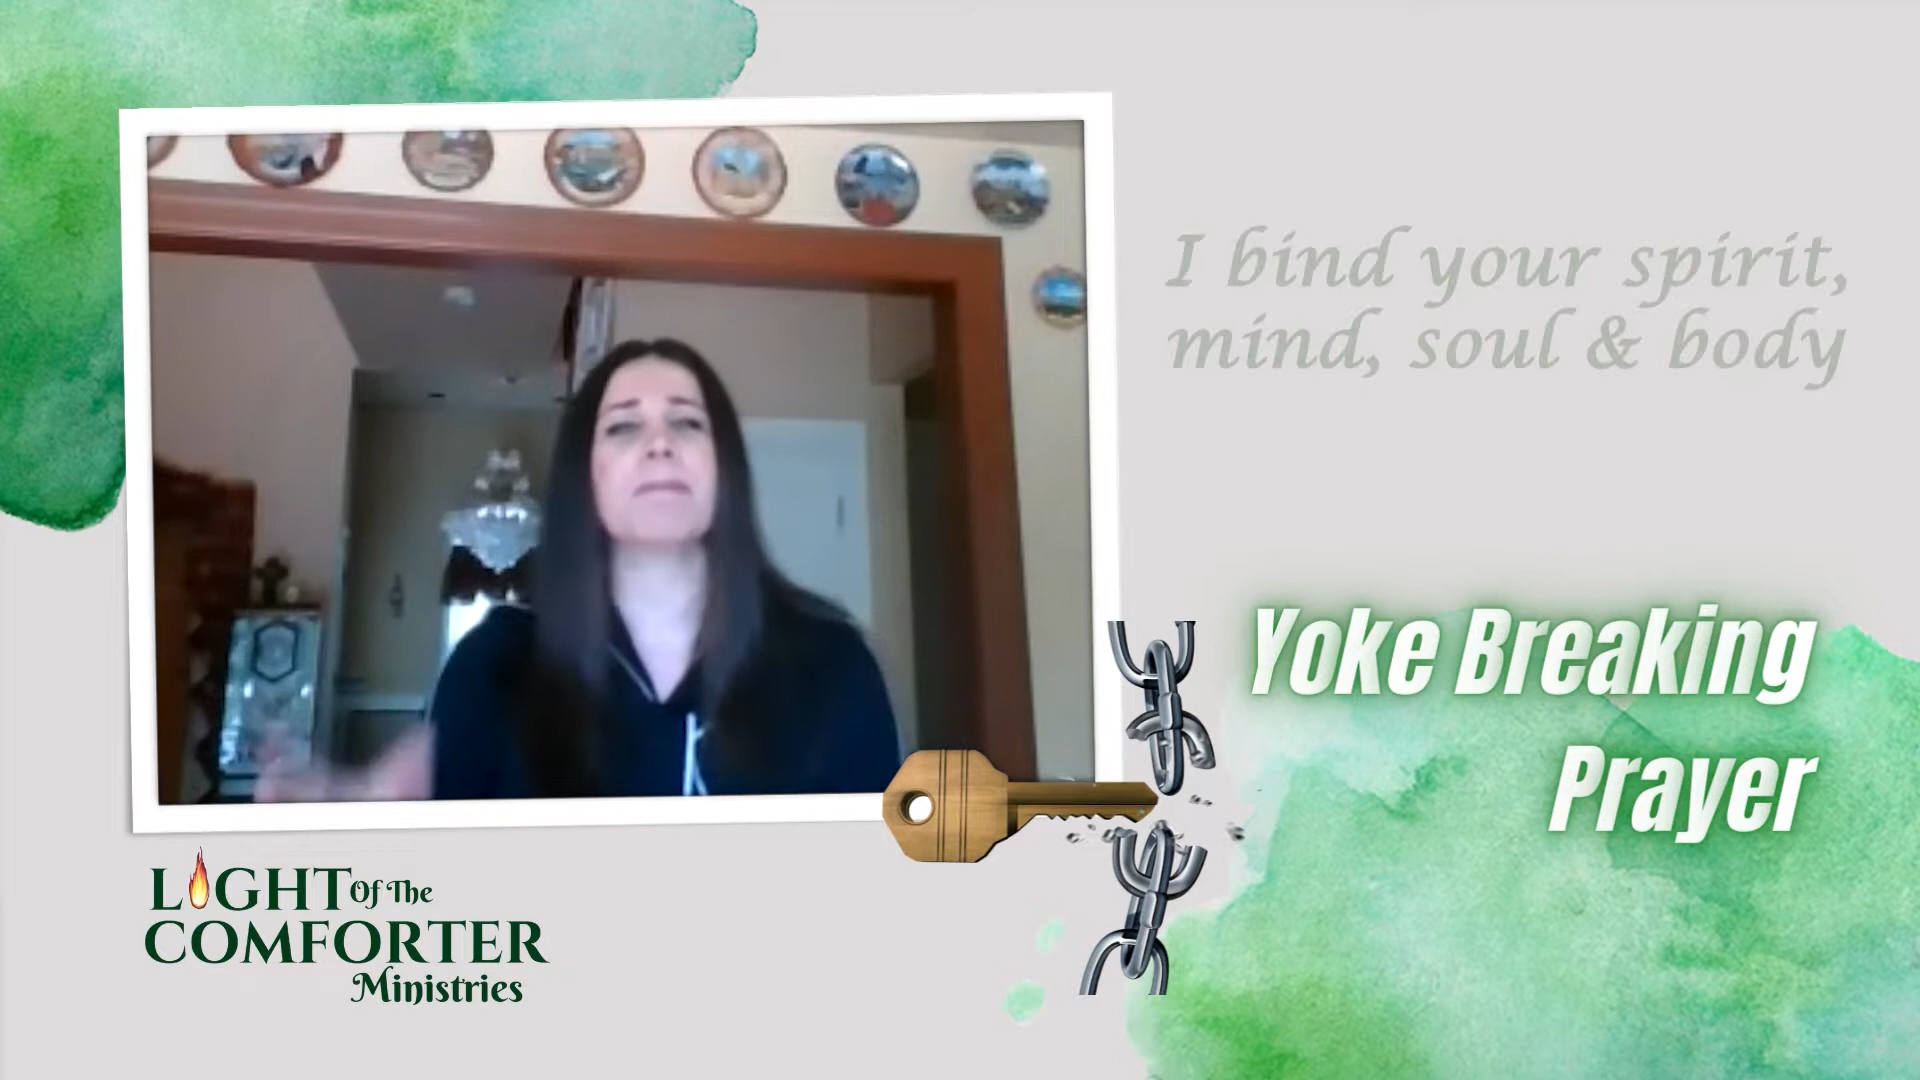 I bind your spirit,
mind, soul & body
Yoke Breaking
Prayer
LIGHT Of The
COMFORTER
Ministries